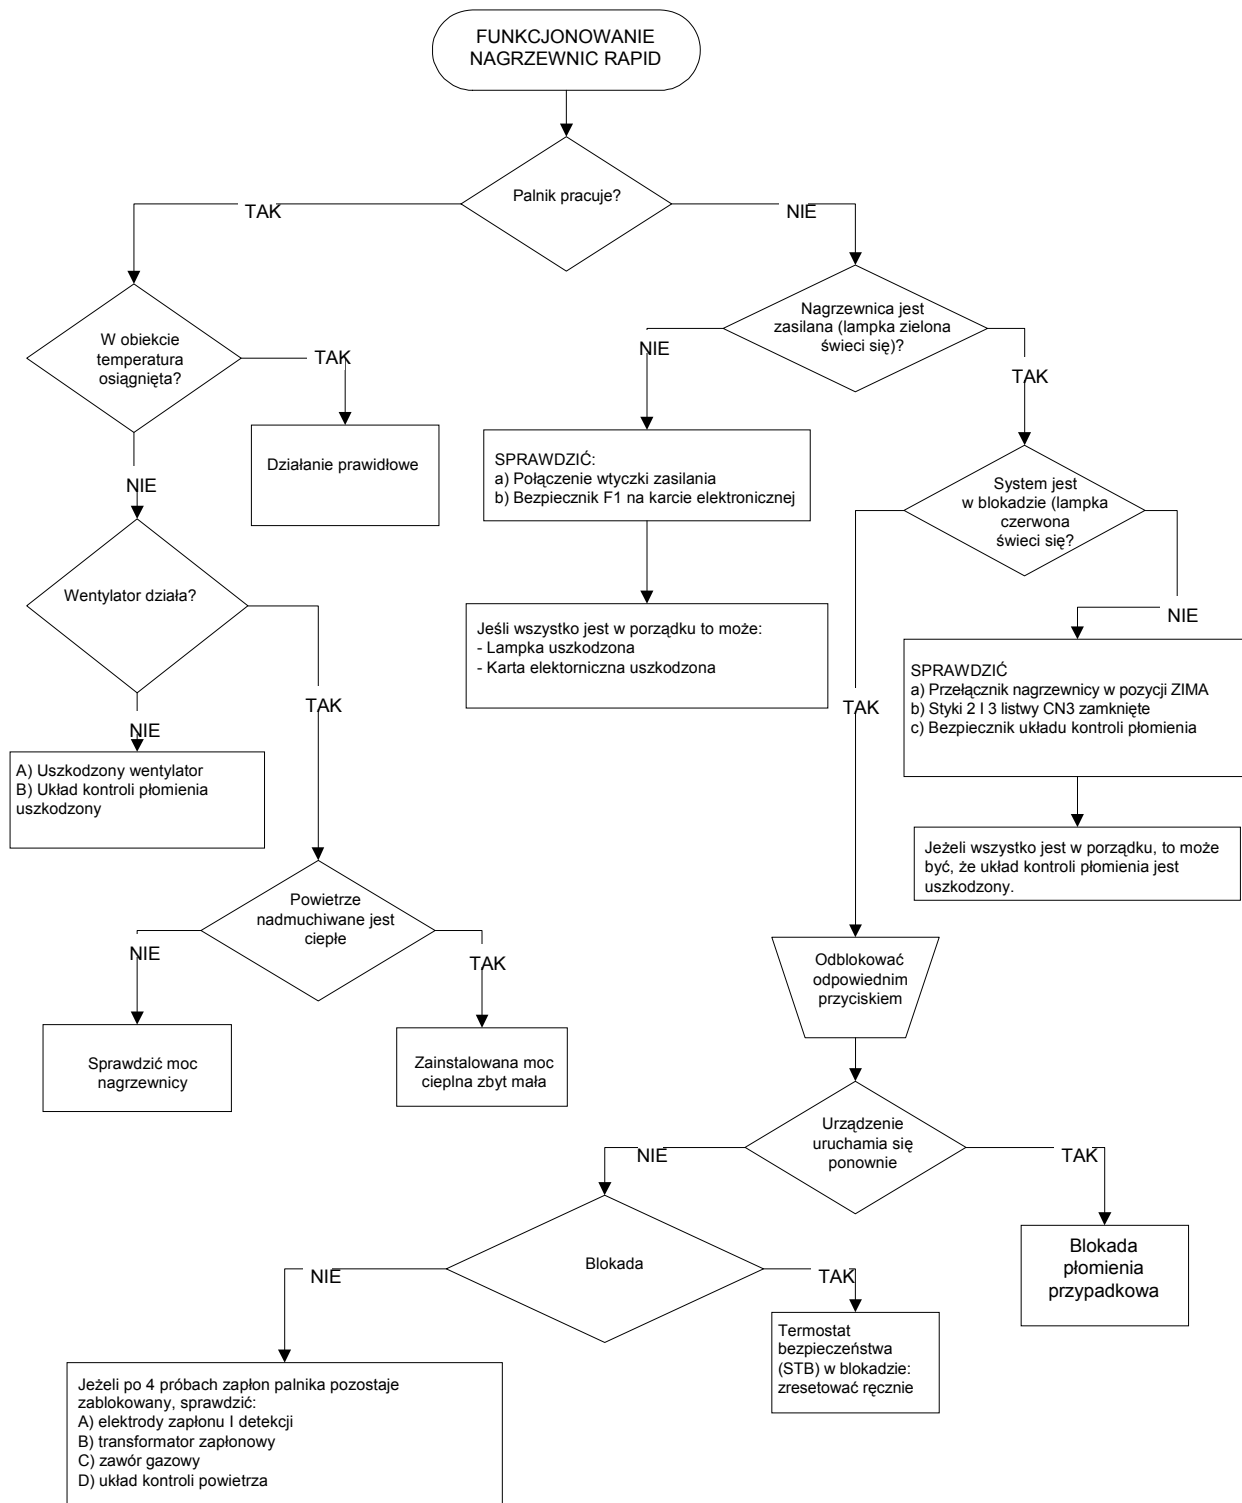 FUNKCJONOWANIE
NAGRZEWNIC RAPID
Palnik pracuje?
TAK
NIE
W obiekcie
temperatura
osiągnięta?
TAK
Działanie prawidłowe
NIE
Wentylator działa?
TAK
NIE
A) Uszkodzony wentylator
B) Układ kontroli płomienia
uszkodzony
Powietrze
nadmuchiwane jest
ciepłe
NIE
TAK
Sprawdzić moc
nagrzewnicy
Zainstalowana moc
cieplna zbyt mała
Nagrzewnica jest
zasilana (lampka zielona
świeci się)?
NIE
TAK
SPRAWDZIĆ:
a) Połączenie wtyczki zasilania
b) Bezpiecznik F1 na karcie elektronicznej
Jeśli wszystko jest w porządku to może:
- Lampka uszkodzona
- Karta elektorniczna uszkodzona
System jest
w blokadzie (lampka
czerwona
świeci się?
NIE
TAK
SPRAWDZIĆ
a) Przełącznik nagrzewnicy w pozycji ZIMA
b) Styki 2 I 3 listwy CN3 zamknięte
c) Bezpiecznik układu kontroli płomienia
Jeżeli wszystko jest w porządku, to może
być, że układ kontroli płomienia jest
uszkodzony.
Odblokować
odpowiednim
przyciskiem
Urządzenie
uruchamia się
ponownie
NIE
TAK
Blokada
płomienia
przypadkowa
Blokada
NIE
TAK
Termostat
bezpieczeństwa
(STB) w blokadzie:
zresetować ręcznie
Jeżeli po 4 próbach zapłon palnika pozostaje
zablokowany, sprawdzić:
A) elektrody zapłonu I detekcji
B) transformator zapłonowy
C) zawór gazowy
D) układ kontroli powietrza